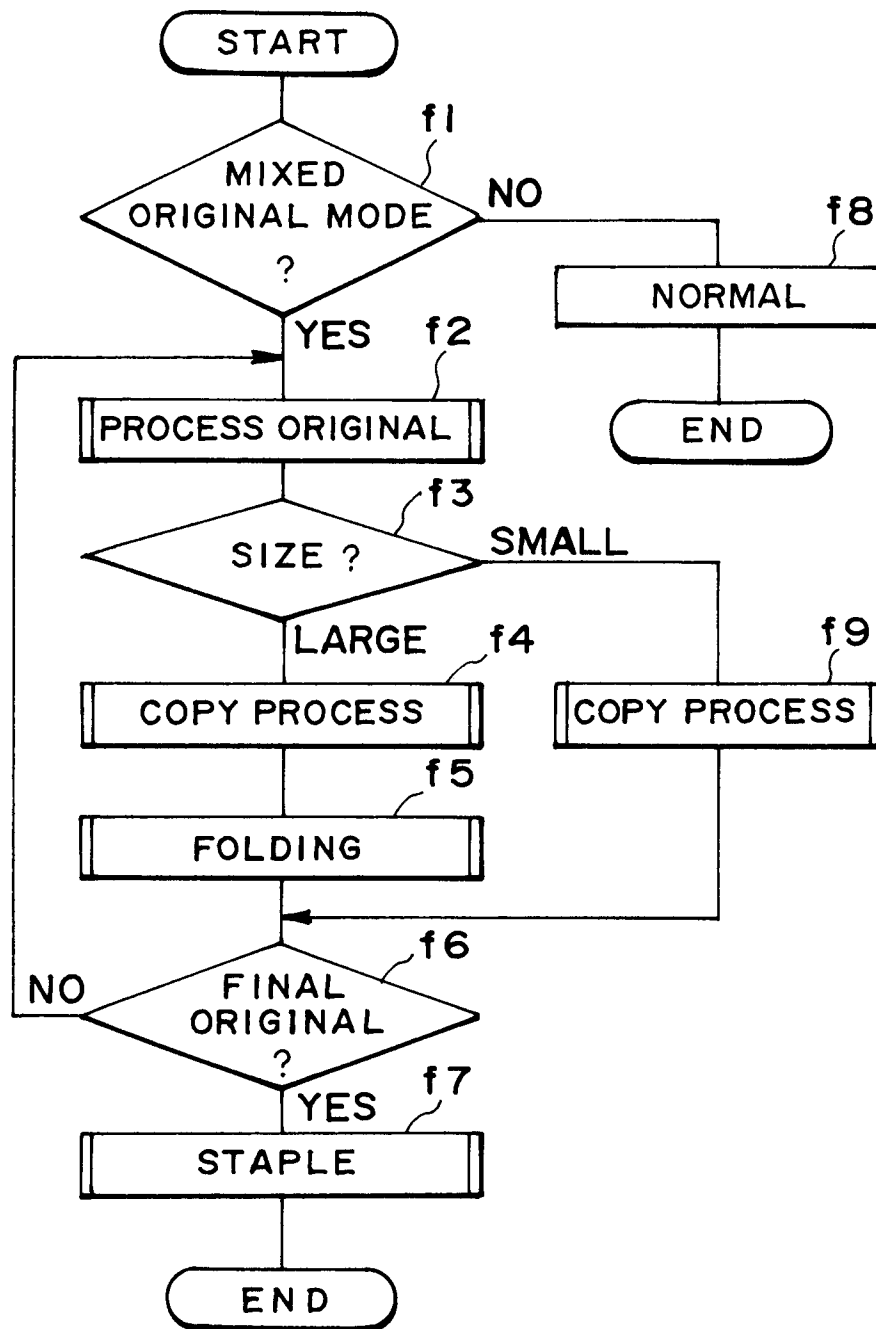 START
f1
MIXED
ORIGINAL MODE
?
NO
f8
NORMAL
END
YES
f2
PROCESS ORIGINAL
f3
SIZE ?
SMALL
LARGE
f4
COPY PROCESS
f9
COPY PROCESS
f5
FOLDING
f6
FINAL
ORIGINAL
?
NO
YES
f7
STAPLE
END